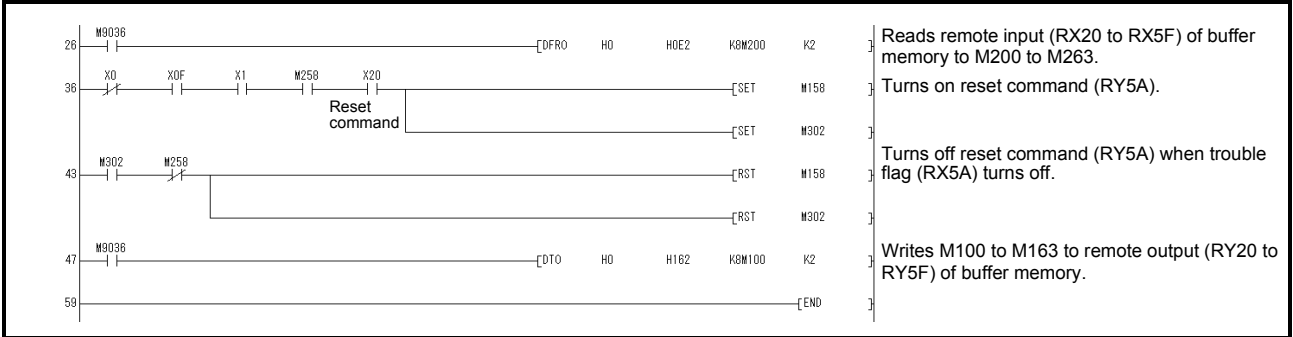 M9036
26 [DFRO H0 H0E2 K8M200 K2 ]
Reads remote input (RX20 to RX5F) of buffer
memory to M200 to M263.
X0 X0F X1 M258 X20
36 [SET M158 ]
Turns on reset command (RY5A).
Reset
command
[SET M302 ]
M302 M258
43 [RST M158 ]
Turns off reset command (RY5A) when trouble
flag (RX5A) turns off.
[RST M302 ]
M9036
47 [DTO H0 H162 K8M100 K2 ]
Writes M100 to M163 to remote output (RY20 to
RY5F) of buffer memory.
59 [END ]